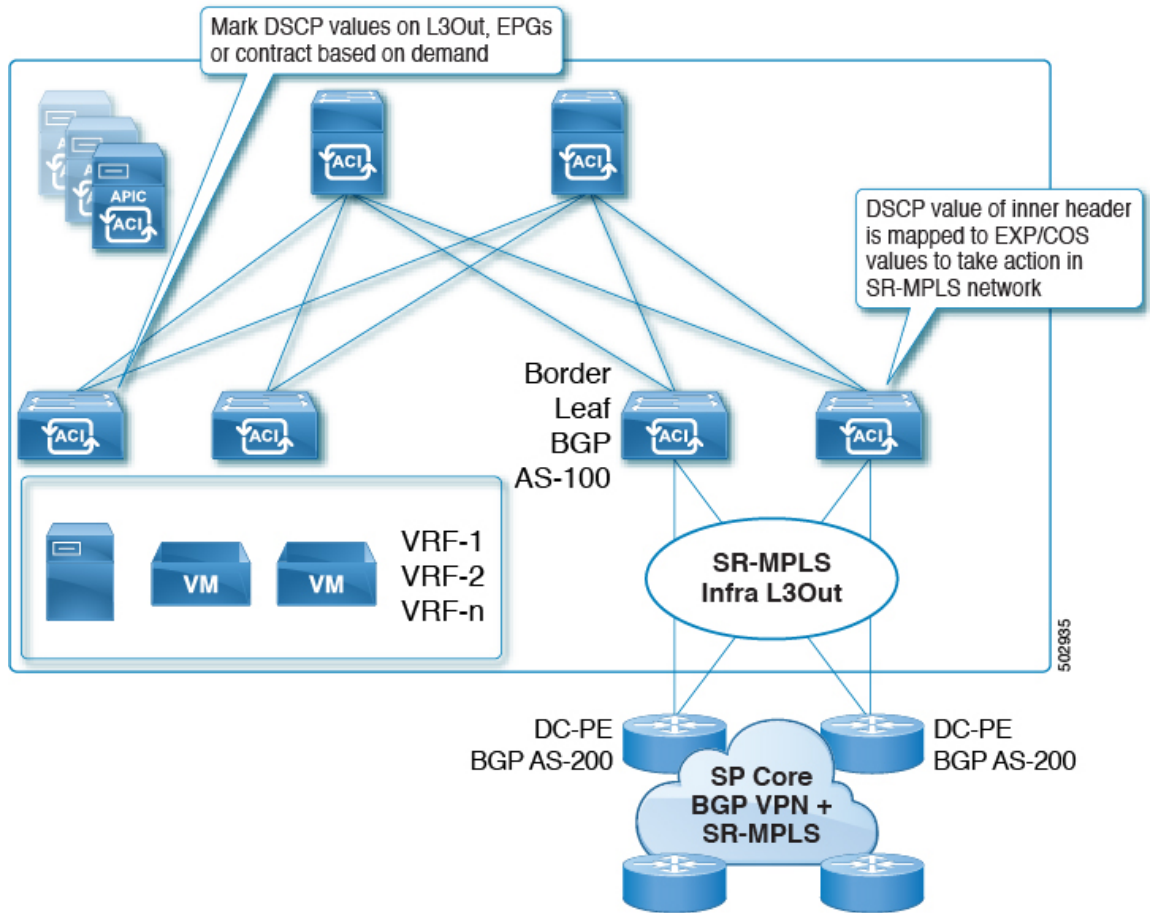 Mark DSCP values on L3Out, EPGs
or contract based on demand
A
A
APIC
ACI
ACI
ACI
DSCP value of inner header
is mapped to EXP/COS
values to take action in
SR-MPLS network
Border
Leaf
BGP
AS-100
ACI
ACI
ACI
ACI
VM
VM
VRF-1
VRF-2
VRF-n
SR-MPLS
Infra L3Out
502935
DC-PE
BGP AS-200
DC-PE
BGP AS-200
SP Core
BGP VPN +
SR-MPLS